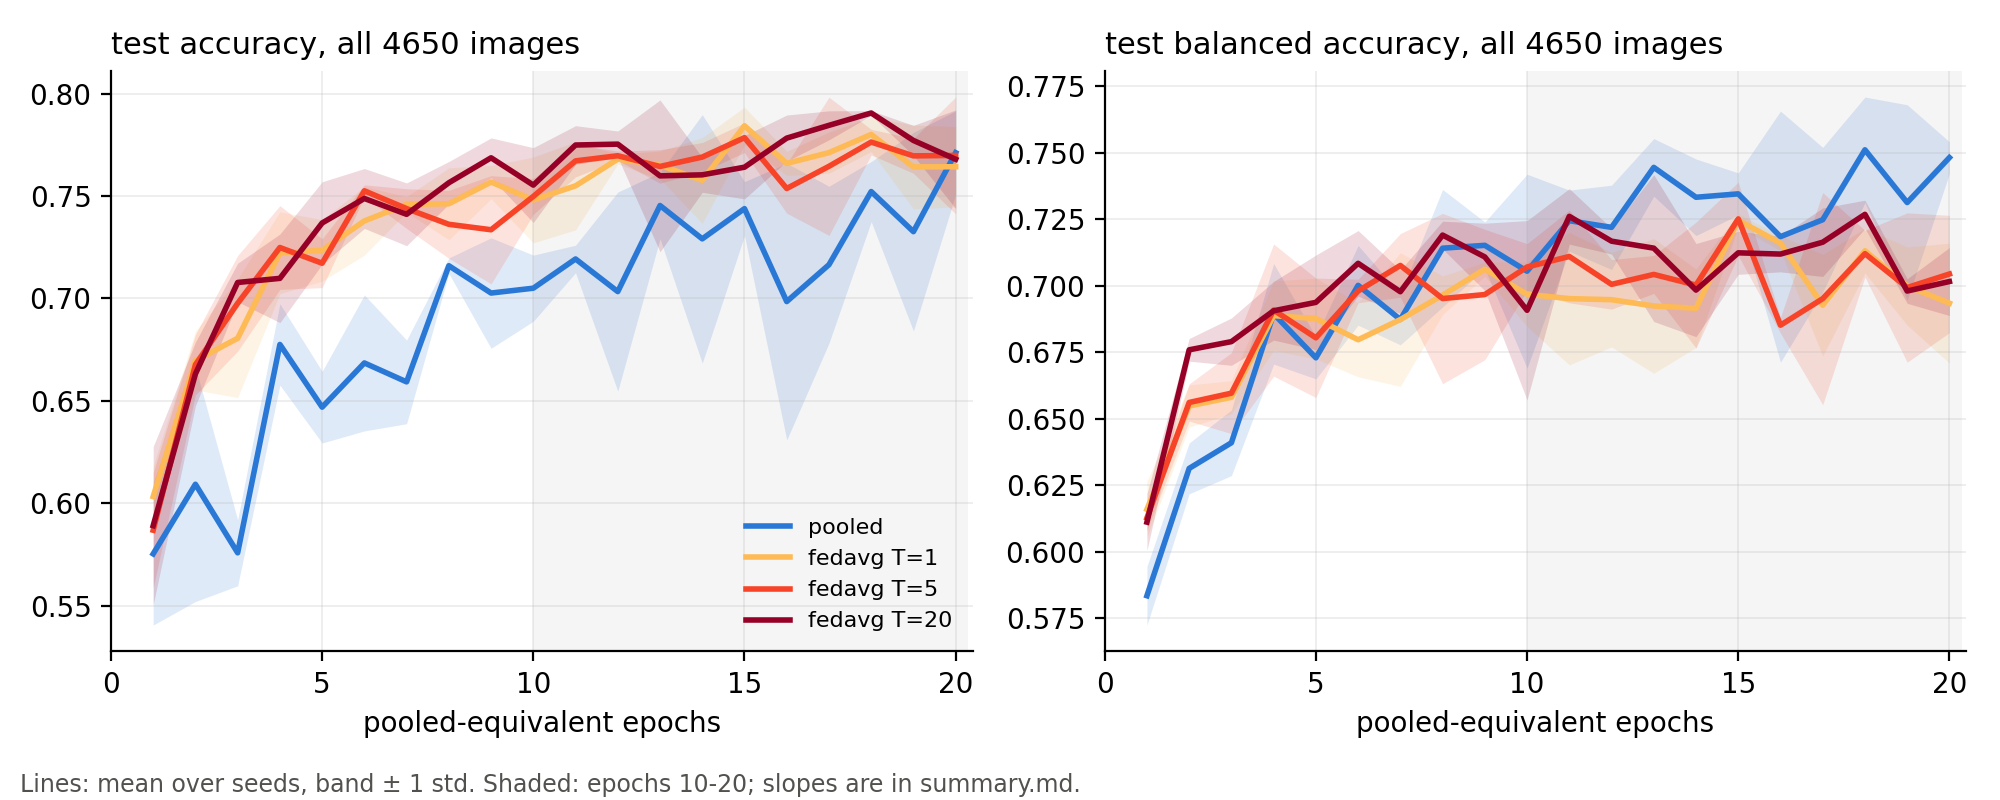 test accuracy, all 4650 images
0.80
0.75
0.70
0.65
0.60
0.55
pooled
fedavg T=1
fedavg T=5
fedavg T=20
0
5
10
15
20
pooled-equivalent epochs
test balanced accuracy, all 4650 images
0.775
0.750
0.725
0.700
0.675
0.650
0.625
0.600
0.575
0
5
10
15
20
pooled-equivalent epochs
Lines: mean over seeds, band ± 1 std. Shaded: epochs 10-20; slopes are in summary.md.